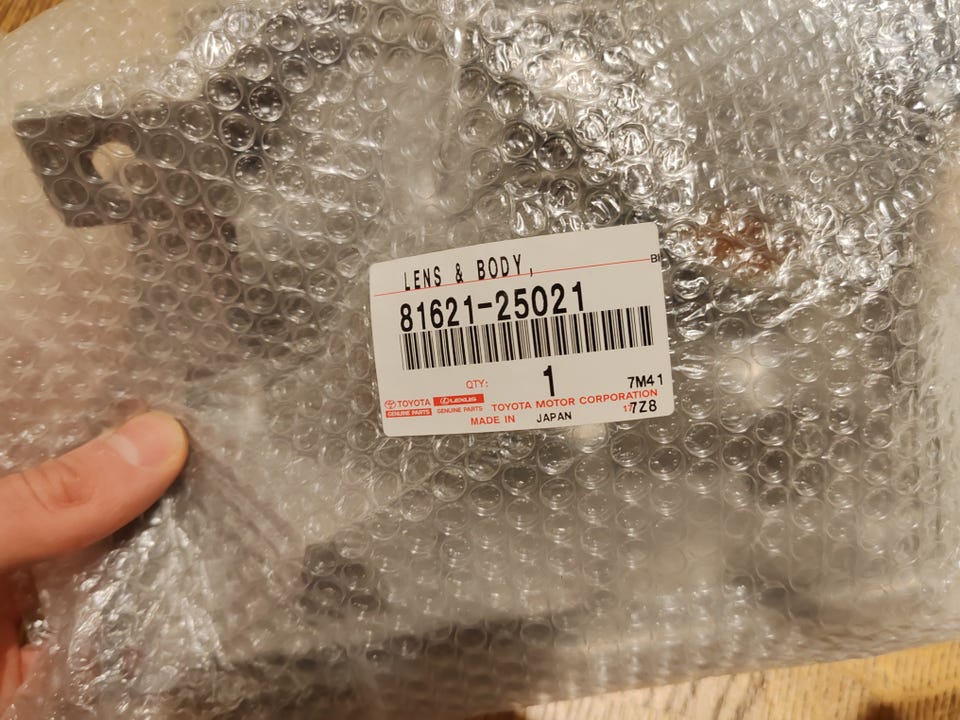 LENS & BODY,
81621-25021
QTY: 1
7M41
TOYOTA LEXUS TOYOTA MOTOR CORPORATION
GENUINE PARTS GENUINE PARTS
MADE IN JAPAN 7Z8